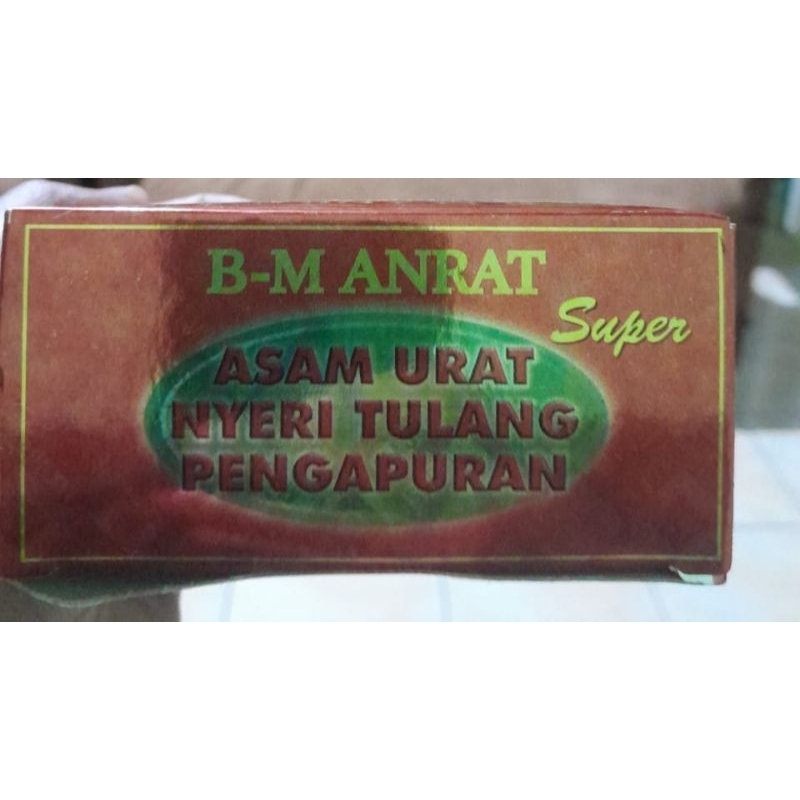 B-M ANRAT
Super
ASAM URAT
NYERI TULANG
PENGAPURAN